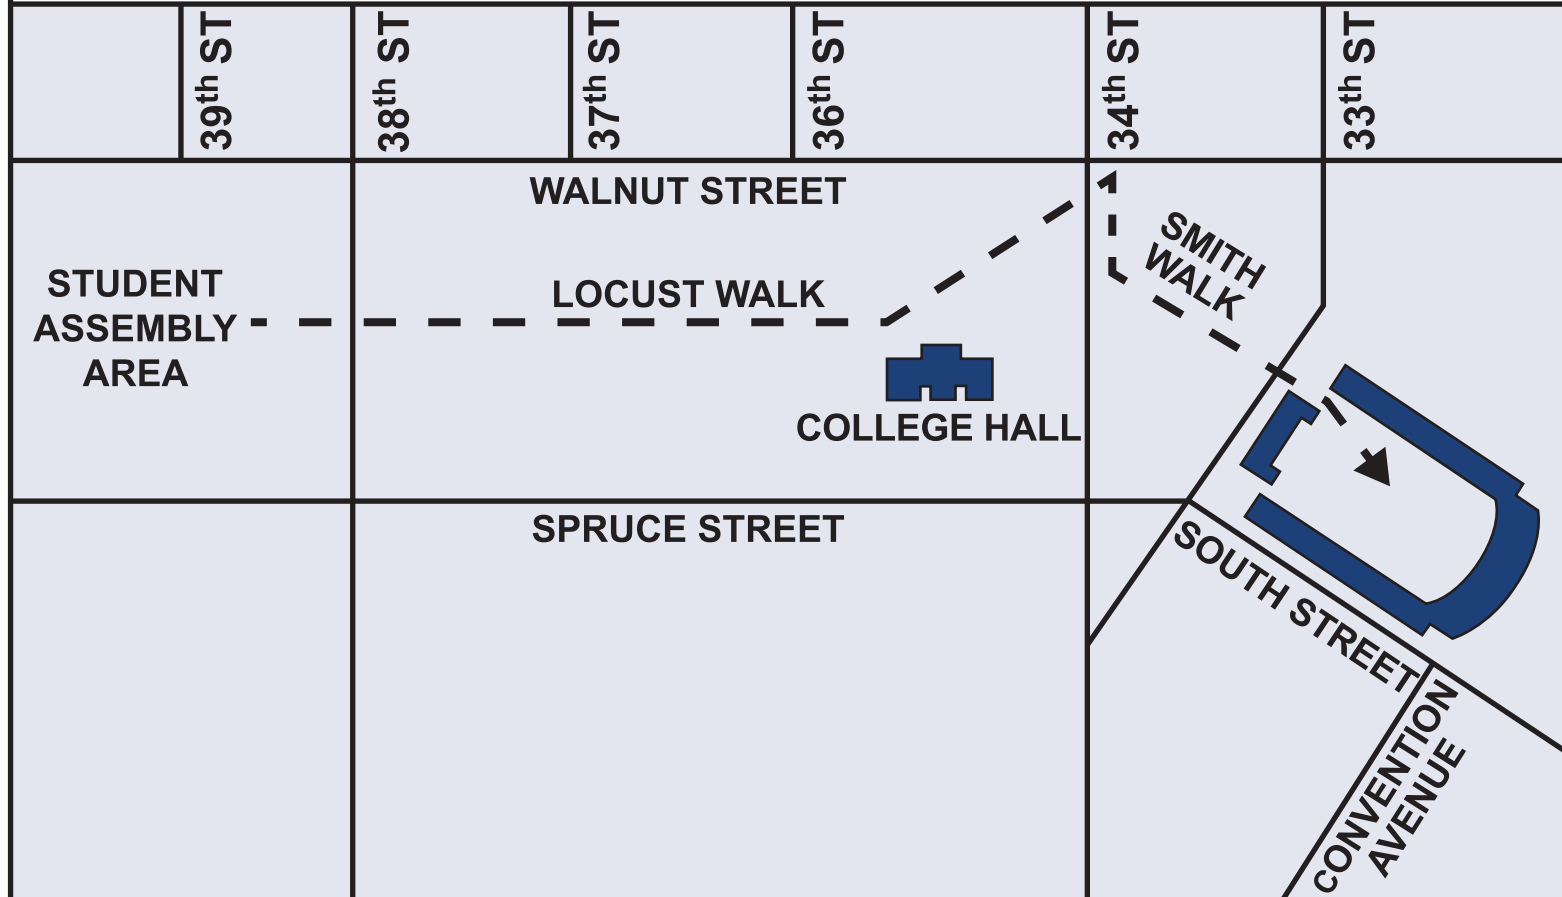 39th ST
38th ST
37th ST
36th ST
34th ST
33th ST
WALNUT STREET
SMITH
WALK
STUDENT
ASSEMBLY
AREA
LOCUST WALK
COLLEGE HALL
SPRUCE STREET
SOUTH STREET
CONVENTION
AVENUE